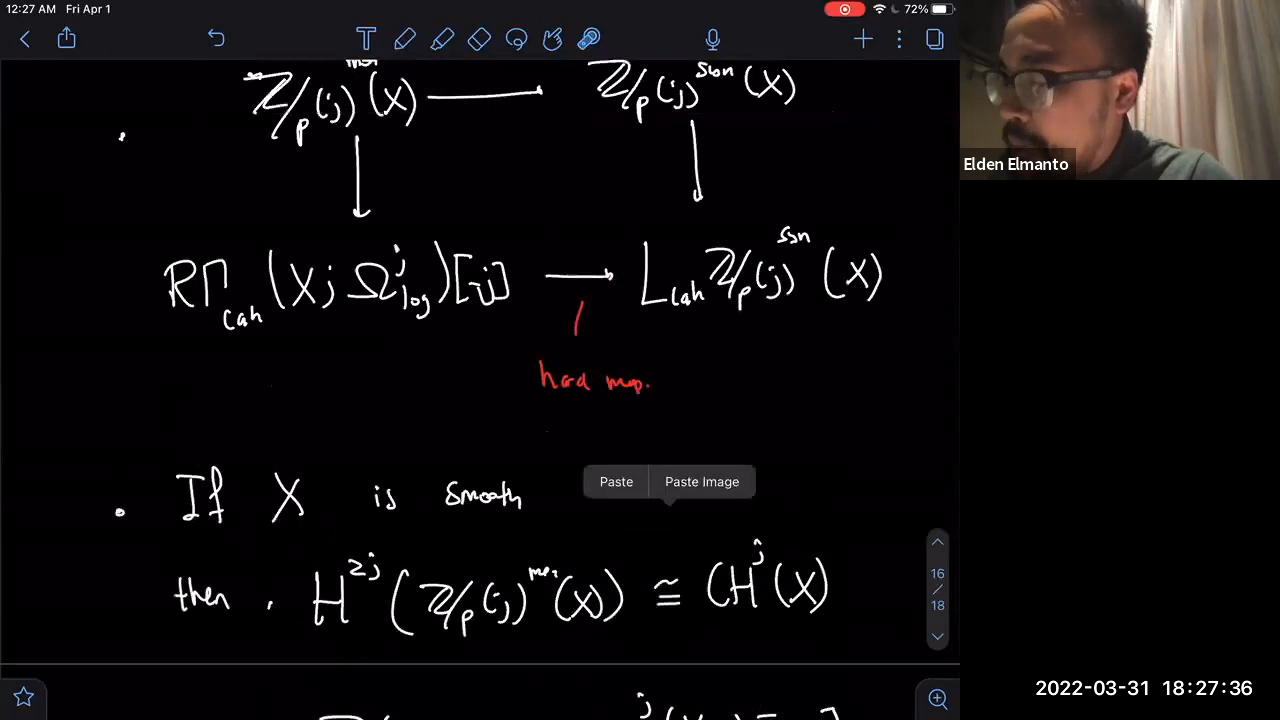 12:27 AM Fri Apr 1
72%
ℤ/p(j)^mot (X) ⟶ ℤ/p(j)^syn (X)
RΓ_cdh (X; Ω^j_log)[-j] ⟶ L_cdh ℤ/p(j)^syn (X)
hard map.
Paste Paste Image
• If X is smooth
then . H^2j (ℤ/p(j)^mot (X)) ≅ CH^j (X)
16
/
18
Elden Elmanto
2022-03-31 18:27:36